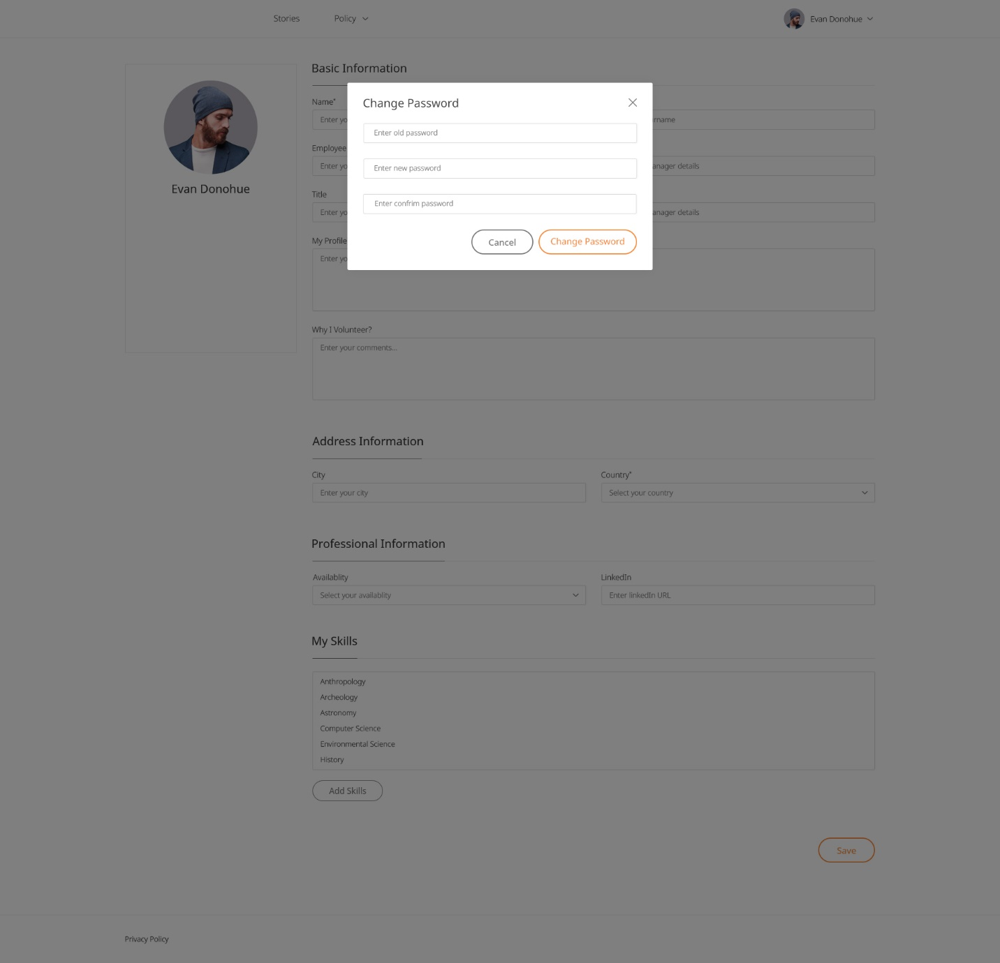 Stories
Policy
Evan Donohue
Evan Donohue
Basic Information
Name*
Enter yo
rname
Employee
Enter yo
anager details
Title
Enter yo
anager details
My Profile
Enter yo
Change Password
Enter old password
Enter new password
Enter confrim password
Cancel
Change Password
Why I Volunteer?
Enter your comments...
Address Information
City
Country*
Enter your city
Select your country
Professional Information
Availablity
LinkedIn
Select your availablity
Enter linkedIn URL
My Skills
Anthropology
Archeology
Astronomy
Computer Science
Environmental Science
History
Add Skills
Save
Privacy Policy